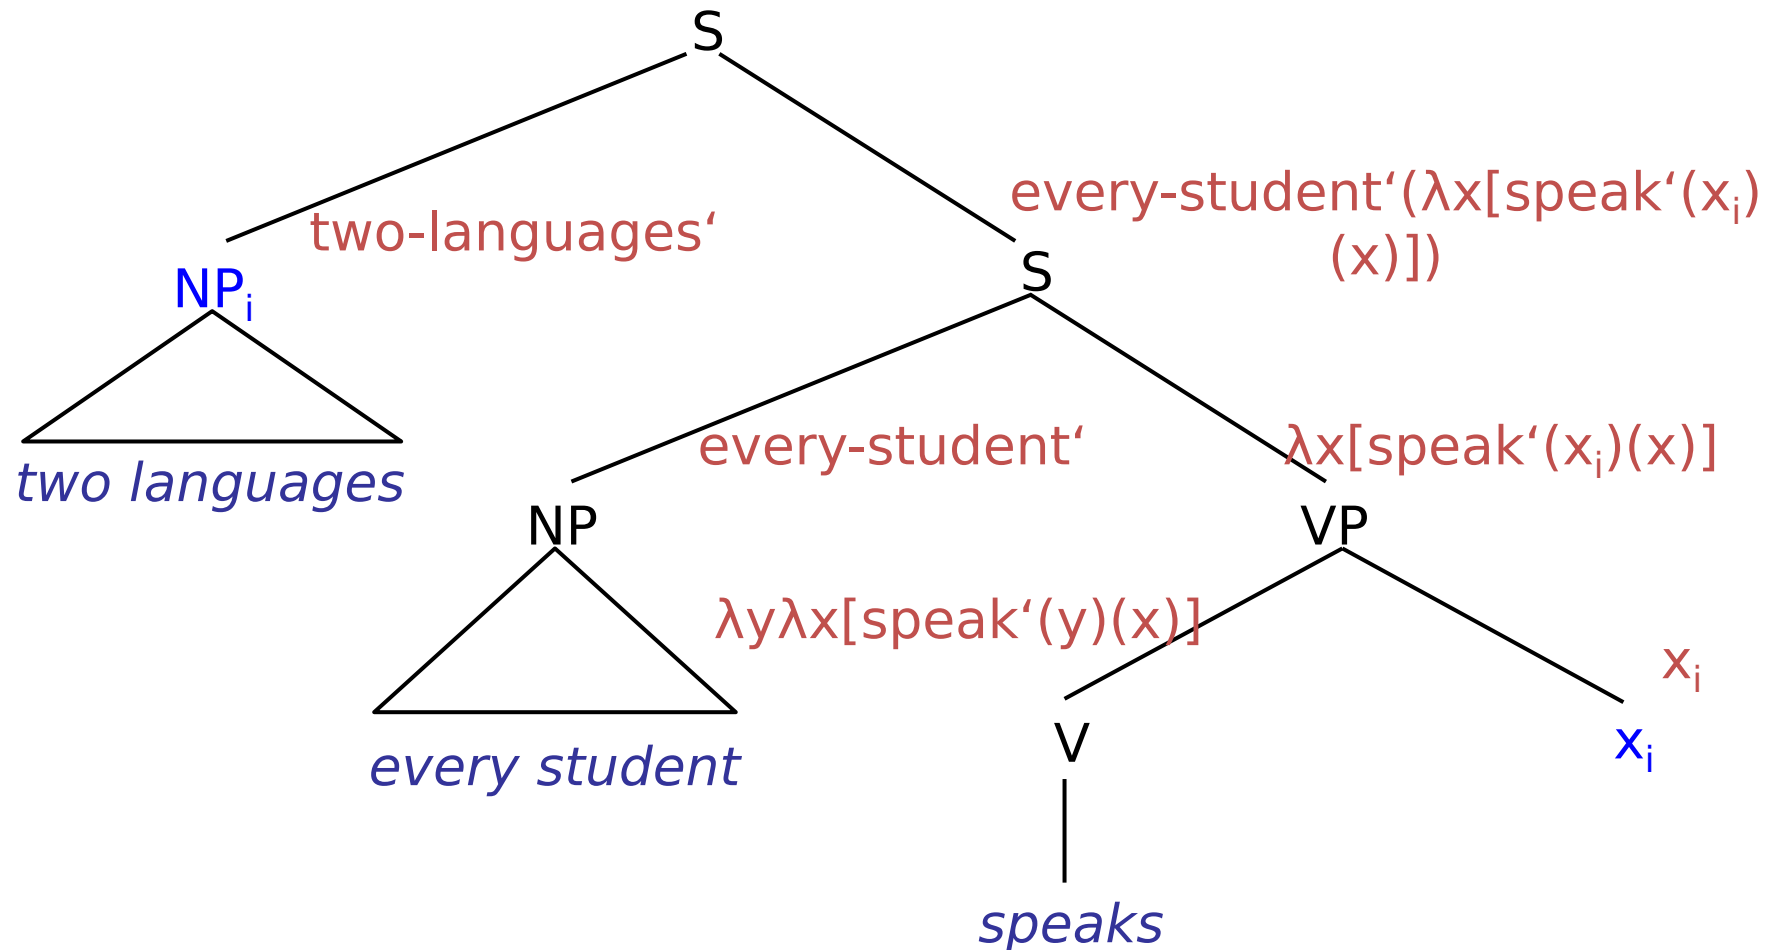 S
every-student‘(λx[speak‘(xᵢ)
(x)])
two-languages‘
S
NPᵢ
every-student‘
λx[speak‘(xᵢ)(x)]
two languages
NP
VP
λyλx[speak‘(y)(x)]
xᵢ
V
xᵢ
every student
speaks